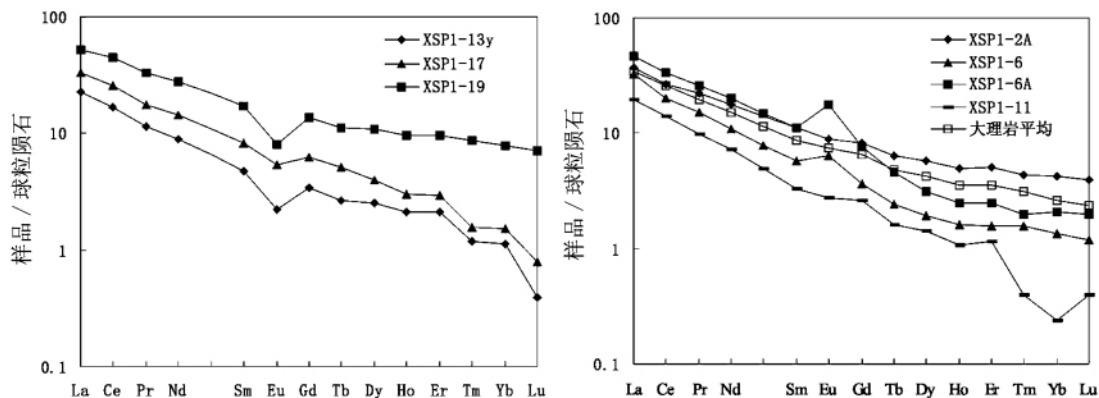 100
10
1
0.1
样品 / 球粒陨石
XSP1-13y
XSP1-17
XSP1-19
La Ce Pr Nd Sm Eu Gd Tb Dy Ho Er Tm Yb Lu
100
10
1
0.1
样品 / 球粒陨石
XSP1-2A
XSP1-6
XSP1-6A
XSP1-11
大理岩平均
La Ce Pr Nd Sm Eu Gd Tb Dy Ho Er Tm Yb Lu